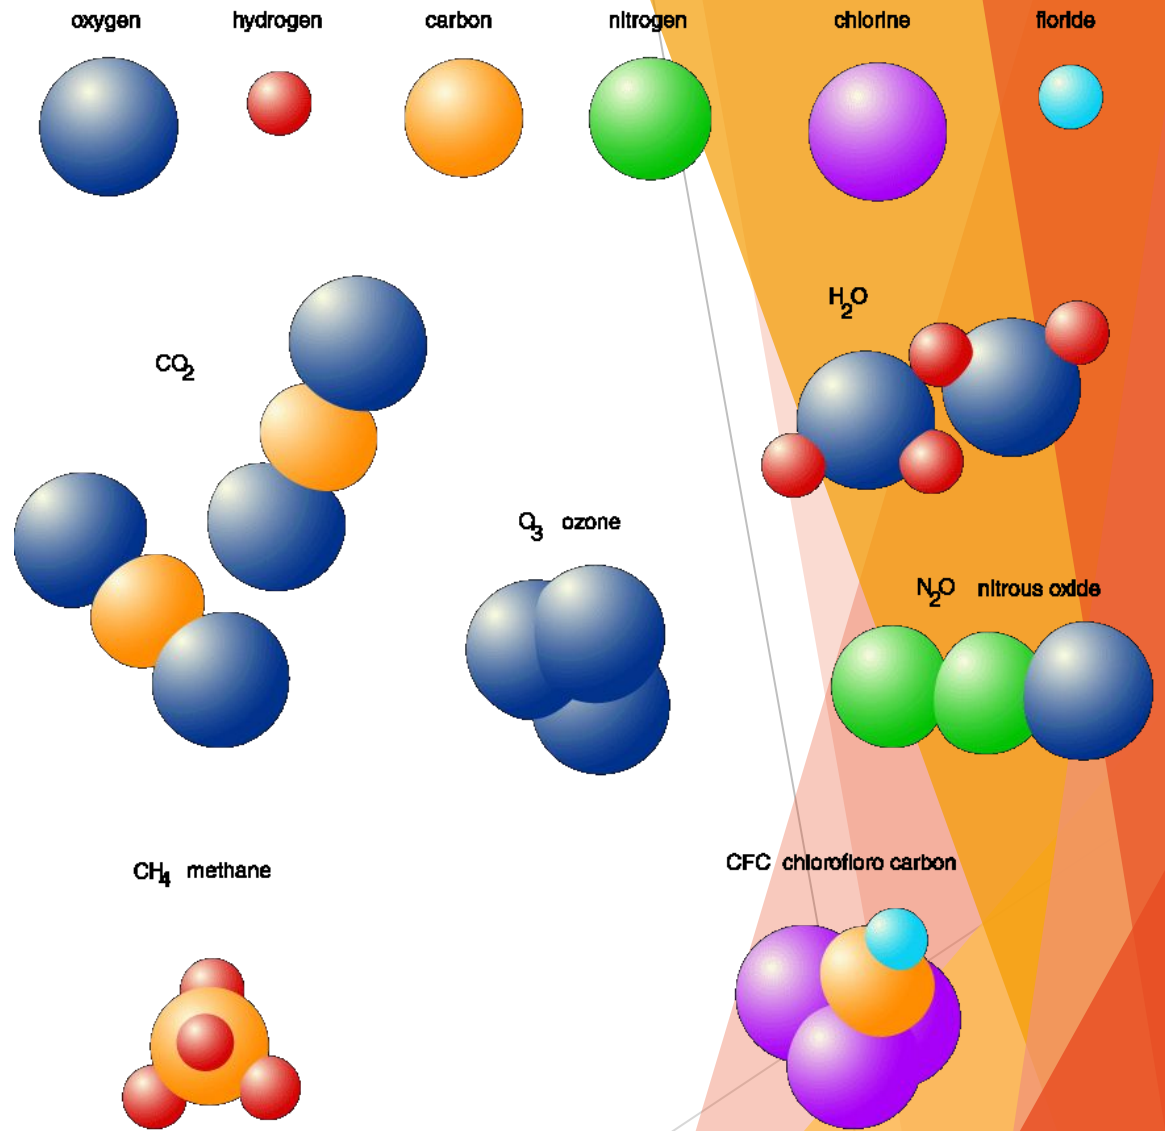 oxygen hydrogen carbon nitrogen chlorine floride
H2O
CO2
O3 ozone
N2O nitrous oxide
CFC chlorofloro carbon
CH4 methane